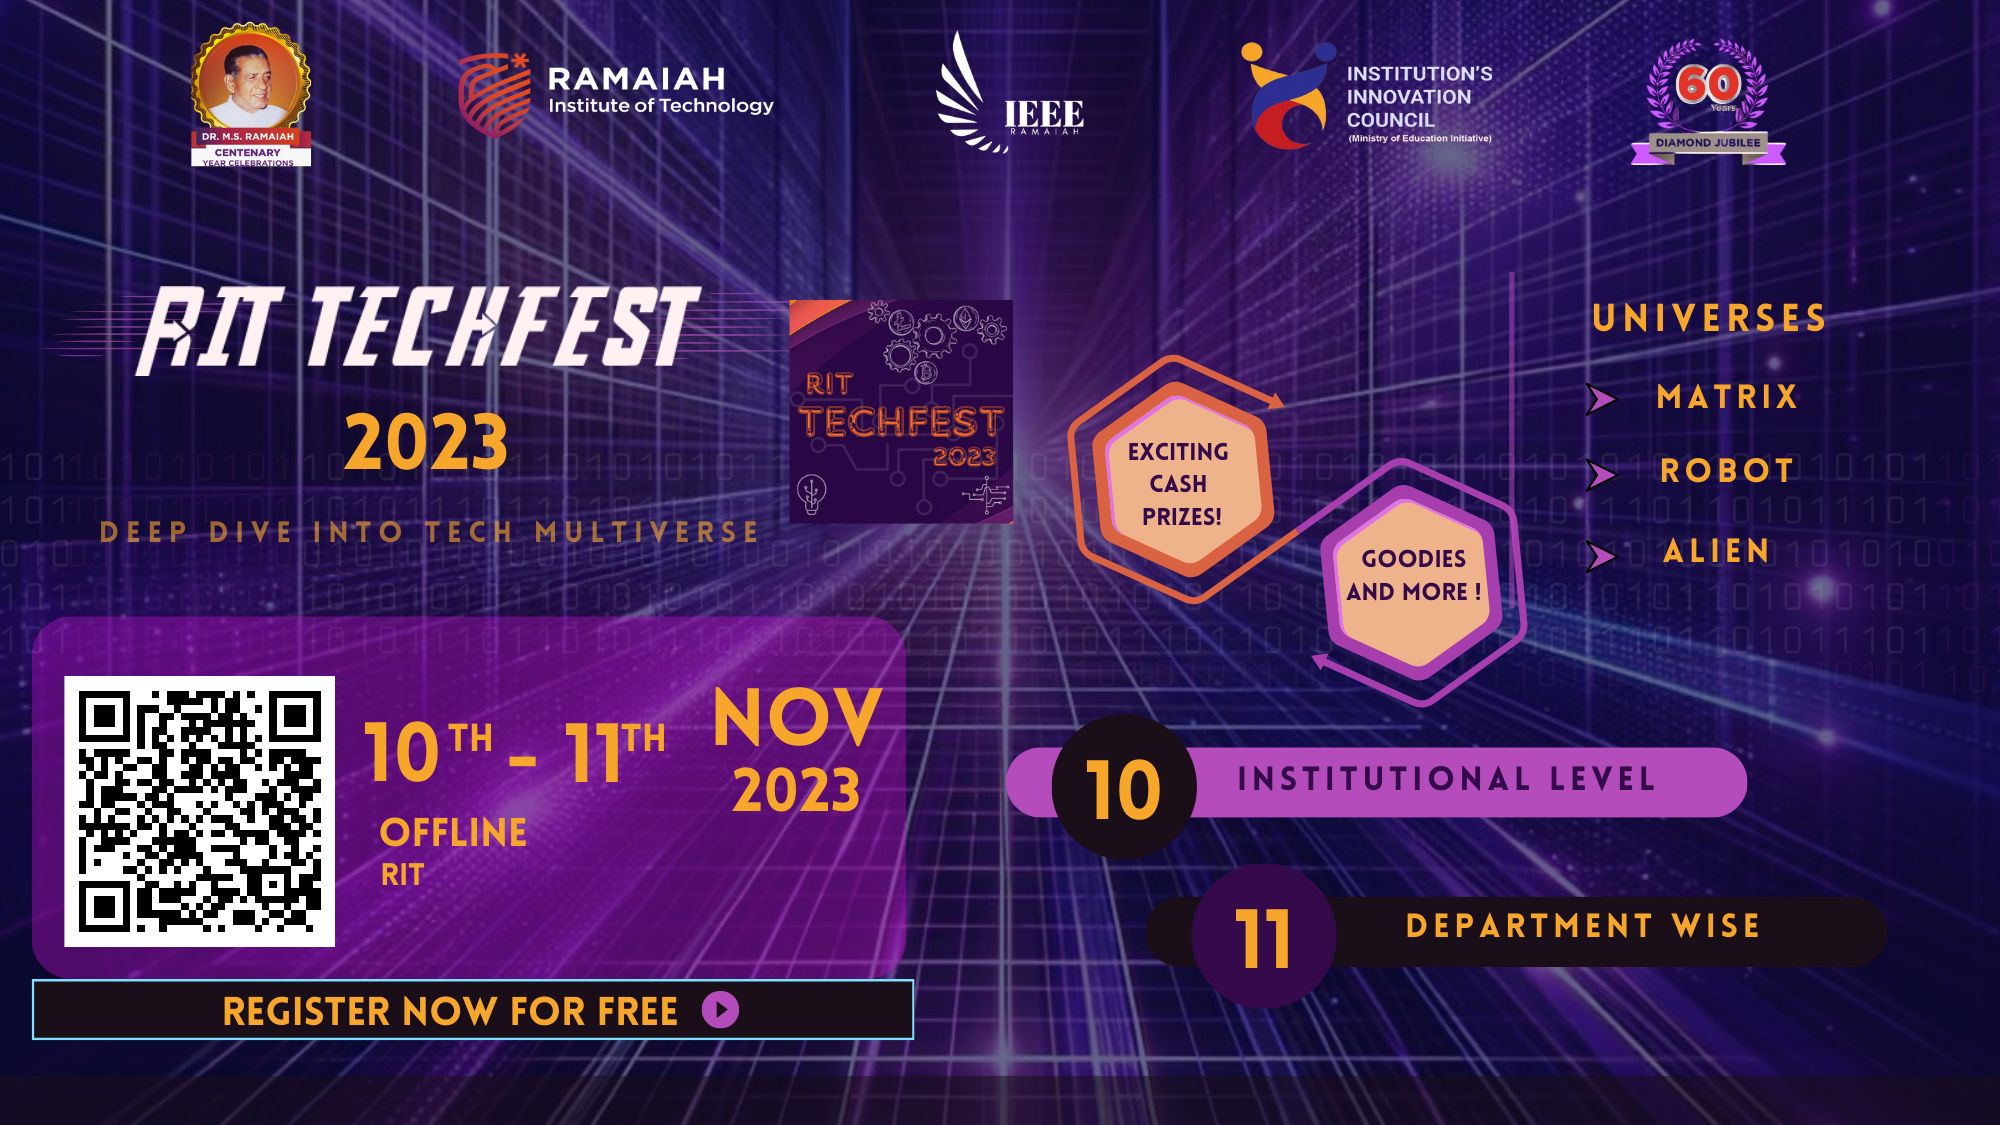 DR. M.S. RAMAIAH
CENTENARY
YEAR CELEBRATIONS
RAMAIAH
Institute of Technology
IEEE
RAMAIAH
INSTITUTION'S
INNOVATION
COUNCIL
(Ministry of Education Initiative)
60
Years
DIAMOND JUBILEE
RIT TECHFEST
2023
DEEP DIVE INTO TECH MULTIVERSE
RIT
TECHFEST
2023
EXCITING
CASH
PRIZES!
GOODIES
AND MORE !
UNIVERSES
MATRIX
ROBOT
ALIEN
10TH - 11TH NOV
2023
OFFLINE
RIT
REGISTER NOW FOR FREE
10 INSTITUTIONAL LEVEL
11 DEPARTMENT WISE